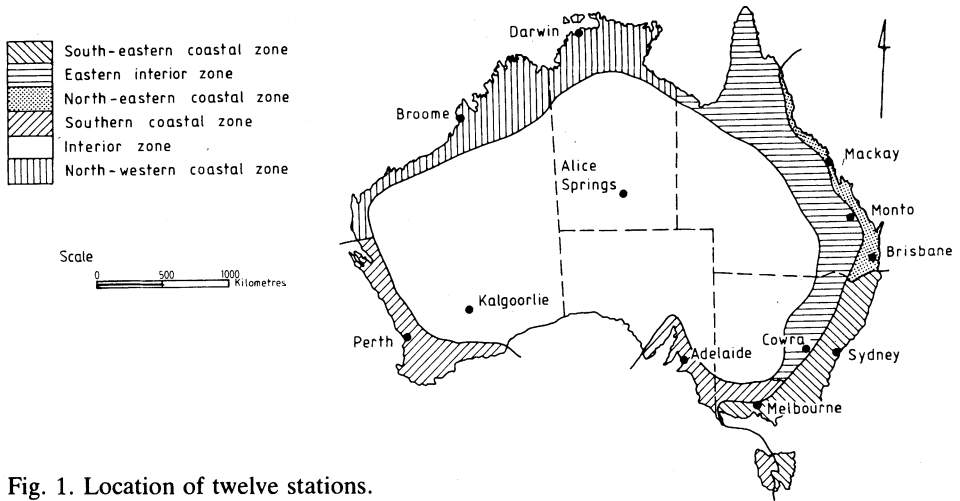 South-eastern coastal zone
Eastern interior zone
North-eastern coastal zone
Southern coastal zone
Interior zone
North-western coastal zone
Scale
0 500 1000
Kilometres
Darwin
Broome
Alice
Springs
Mackay
Monto
Brisbane
Kalgoorlie
Perth
Adelaide
Cowra
Sydney
Melbourne
Fig. 1. Location of twelve stations.